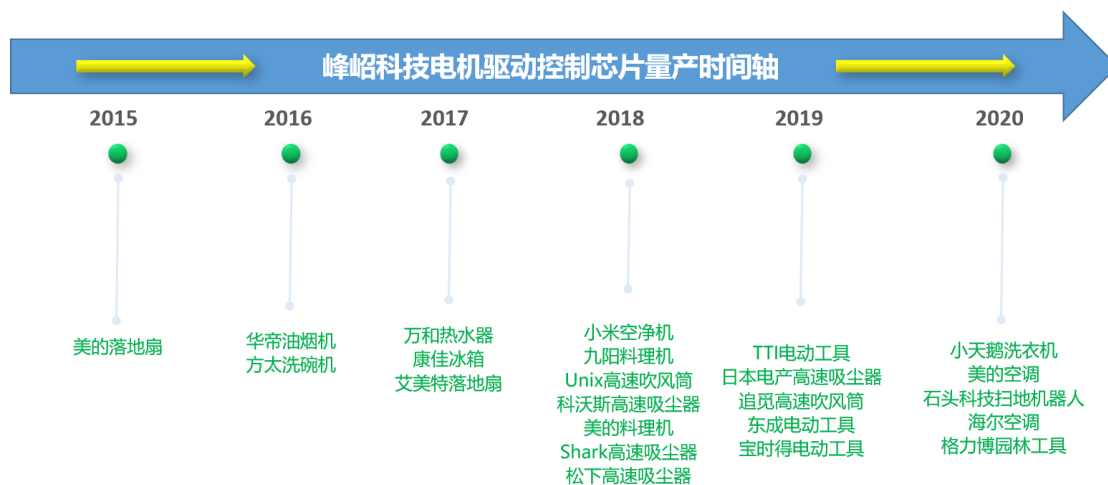 峰岹科技电机驱动控制芯片量产时间轴
2015
2016
2017
2018
2019
2020
美的落地扇
华帝油烟机
方太洗碗机
万和热水器
康佳冰箱
艾美特落地扇
小米空净机
九阳料理机
Unix高速吹风筒
科沃斯高速吸尘器
美的料理机
Shark高速吸尘器
松下高速吸尘器
TTI电动工具
日本电产高速吸尘器
追觅高速吹风筒
东成电动工具
宝时得电动工具
小天鹅洗衣机
美的空调
石头科技扫地机器人
海尔空调
格力博园林工具